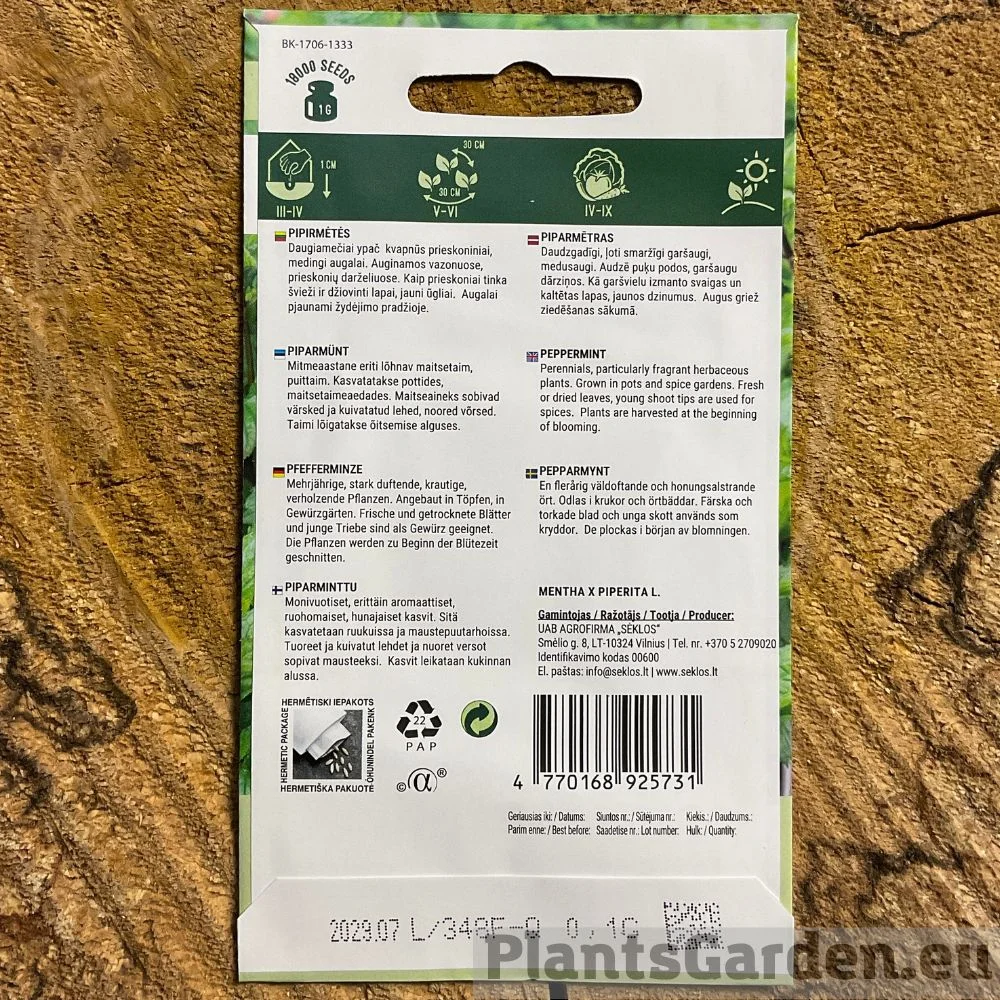 BK-1706-1333
18000 SEEDS
1 G
1 CM
III-IV
30 CM
30 CM
V-VI
IV-IX
PIPIRMĖTĖS
Daugiamečiai ypač kvapnūs prieskoniniai,
medingi augalai. Auginamos vazonuose,
prieskonių darželiuose. Kaip prieskoniai tinka
švieži ir džiovinti lapai, jauni ūgliai. Augalai
pjaunami žydėjimo pradžioje.
PIPARMĒTRAS
Daudzgadīgi, ļoti smaržīgi garšaugi,
medusaugi. Audzē puķu podos, garšaugu
dārziņos. Kā garšvielu izmanto svaigas un
kaltētas lapas, jaunos dzinumus. Augus griež
ziedēšanas sākumā.
PIPARMÜNT
Mitmeaastane eriti lõhnav maitsetaim,
puittaim. Kasvatatakse pottides,
maitsetaimeaedades. Maitseaineks sobivad
värsked ja kuivatatud lehed, noored võrsed.
Taimi lõigatakse õitsemise alguses.
PEPPERMINT
Perennials, particularly fragrant herbaceous
plants. Grown in pots and spice gardens. Fresh
or dried leaves, young shoot tips are used for
spices. Plants are harvested at the beginning
of blooming.
PFEFFERMINZE
Mehrjährige, stark duftende, krautige,
verholzende Pflanzen. Angebaut in Töpfen, in
Gewürzgärten. Frische und getrocknete Blätter
und junge Triebe sind als Gewürz geeignet.
Die Pflanzen werden zu Beginn der Blütezeit
geschnitten.
PEPPARMYNT
En flerårig väldoftande och honungsalstrande
ört. Odlas i krukor och örtbäddar. Färska och
torkade blad och unga skott används som
kryddor. De plockas i början av blomningen.
PIPARMINTTU
Monivuotiset, erittäin aromaattiset,
ruohomaiset, hunajaiset kasvit. Sitä
kasvatetaan ruukuissa ja maustepuutarhoissa.
Tuoreet ja kuivatut lehdet ja nuoret versot
sopivat mausteeksi. Kasvit leikataan kukinnan
alussa.
MENTHA X PIPERITA L.
Gamintojas / Ražotājs / Tootja / Producer:
UAB AGROFIRMA „SĖKLOS“
Smėlio g. 8, LT-10324 Vilnius | Tel. nr. +370 5 2709020
Identifikavimo kodas 00600
El. paštas: info@seklos.lt | www.seklos.lt
HERMĒTISKI IEPAKOTS
HERMETIC PACKAGE
ÕHUNINDEL PAKENK
HERMETIŠKA PAKUOTĖ
22
PAP
© α ®
4 770168 925731
Geriausias iki: / Datums: Siuntos nr.: / Sūtējuma nr.: Kiekis.: / Daudzums.:
Parim enne: / Best before: Saadetise nr.: Lot number: Hulk: / Quantity:
2029.07 0,1G
PlantsGarden.eu